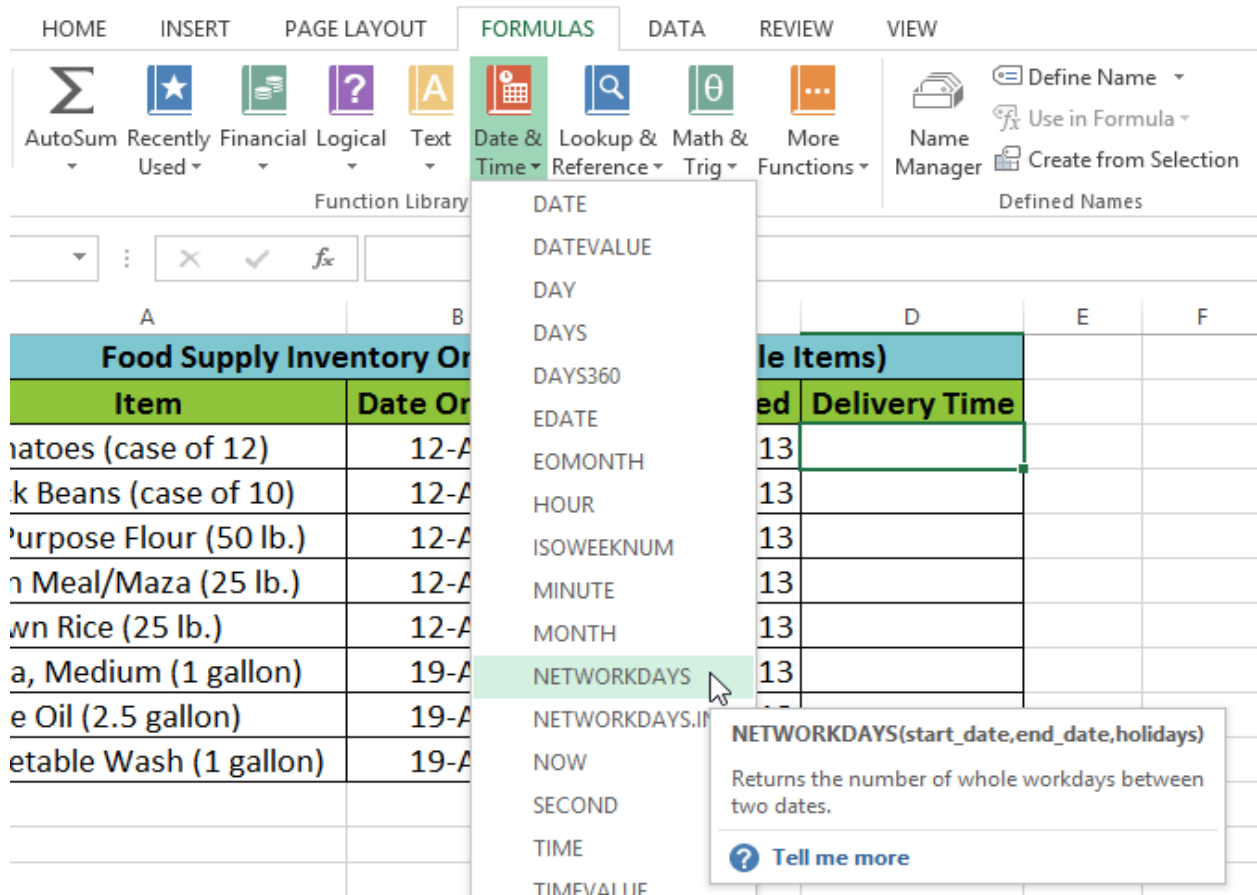 HOME INSERT PAGE LAYOUT FORMULAS DATA REVIEW VIEW
AutoSum Recently Used Financial Logical Text Date & Time Lookup & Reference Math & Trig More Functions Name Manager
Define Name
Use in Formula
Create from Selection
Function Library Defined Names
fx
A B D E F
Food Supply Inventory Or le Items)
Item Date Or ed Delivery Time
natoes (case of 12) 12-A 13
k Beans (case of 10) 12-A 13
Purpose Flour (50 lb.) 12-A 13
n Meal/Maza (25 lb.) 12-A 13
wn Rice (25 lb.) 12-A 13
a, Medium (1 gallon) 19-A 13
e Oil (2.5 gallon) 19-A
etable Wash (1 gallon) 19-A
DATE
DATEVALUE
DAY
DAYS
DAYS360
EDATE
EOMONTH
HOUR
ISOWEEKNUM
MINUTE
MONTH
NETWORKDAYS
NETWORKDAYS.IN
NOW
SECOND
TIME
TIMEVALUE
NETWORKDAYS(start_date,end_date,holidays)
Returns the number of whole workdays between
two dates.
? Tell me more